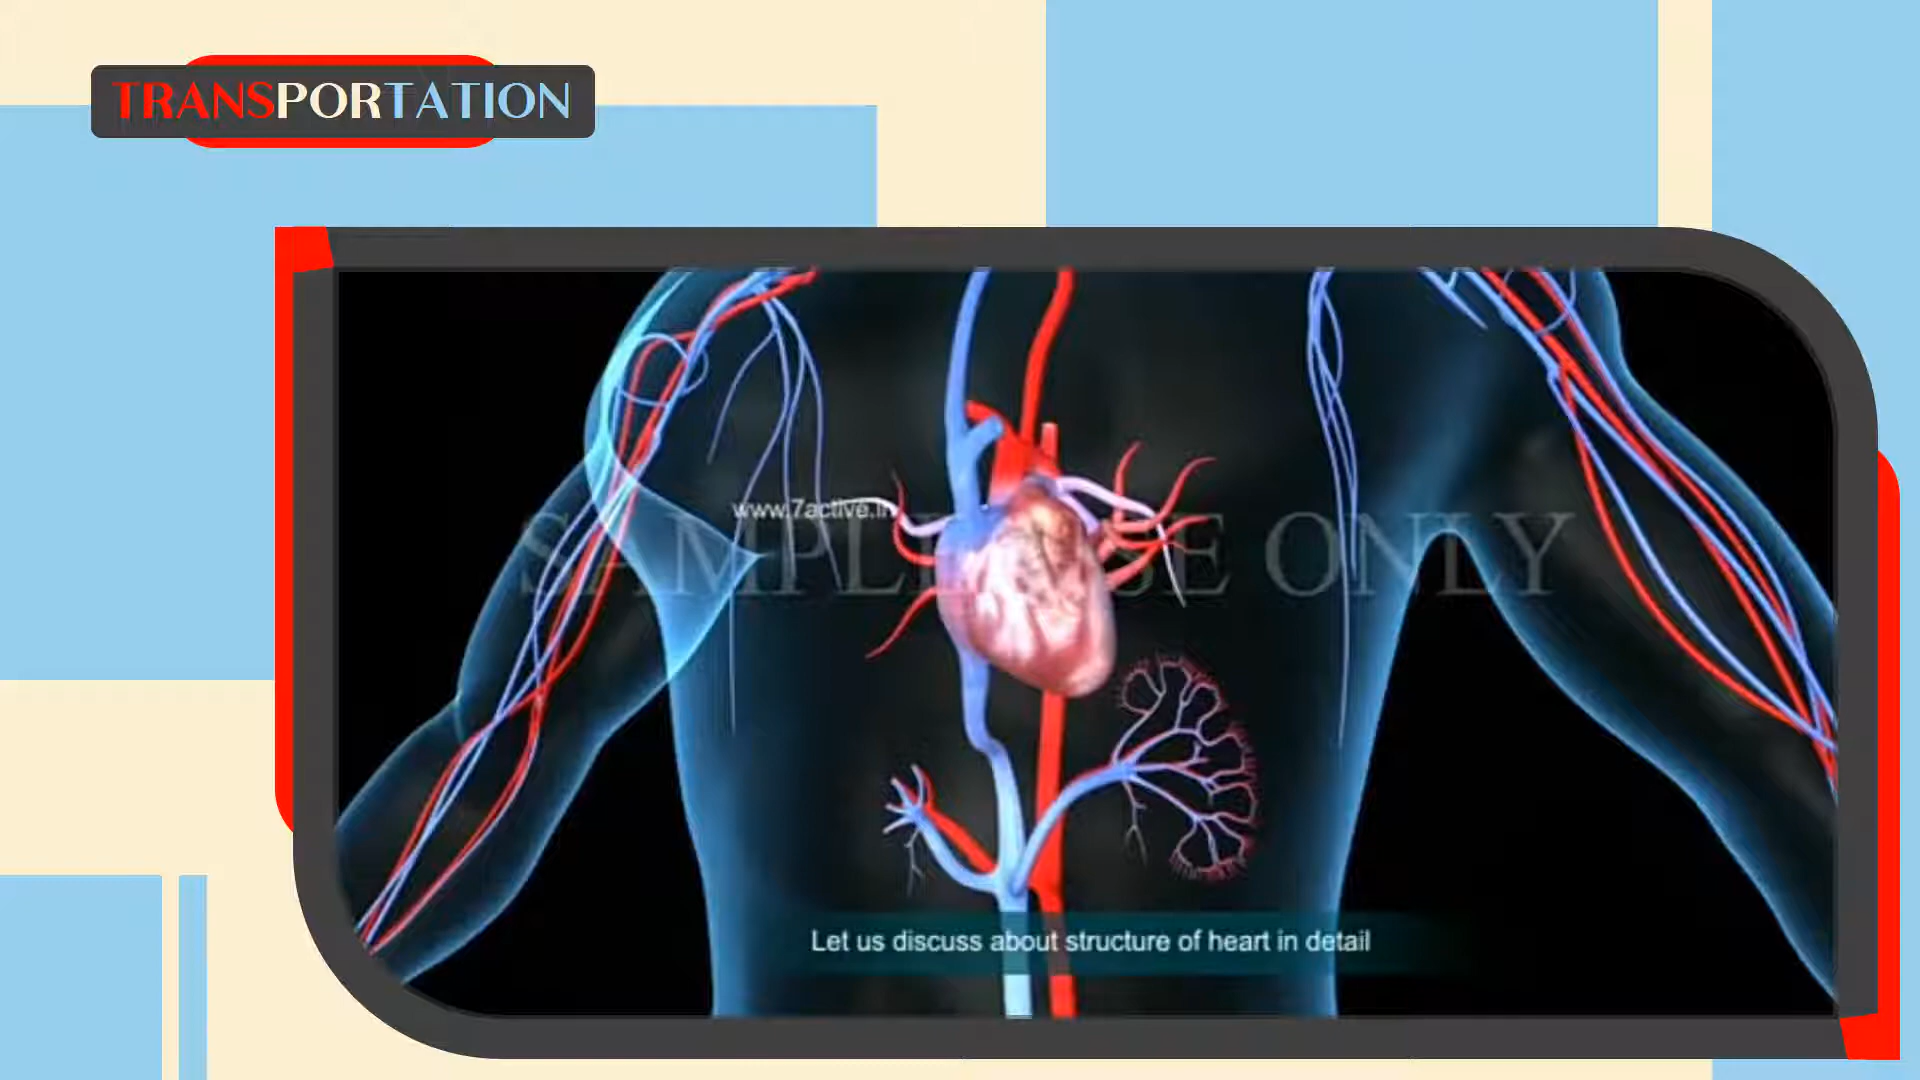 TRANSPORTATION
www.7active.in
SAMPLE USE ONLY
Let us discuss about structure of heart in detail